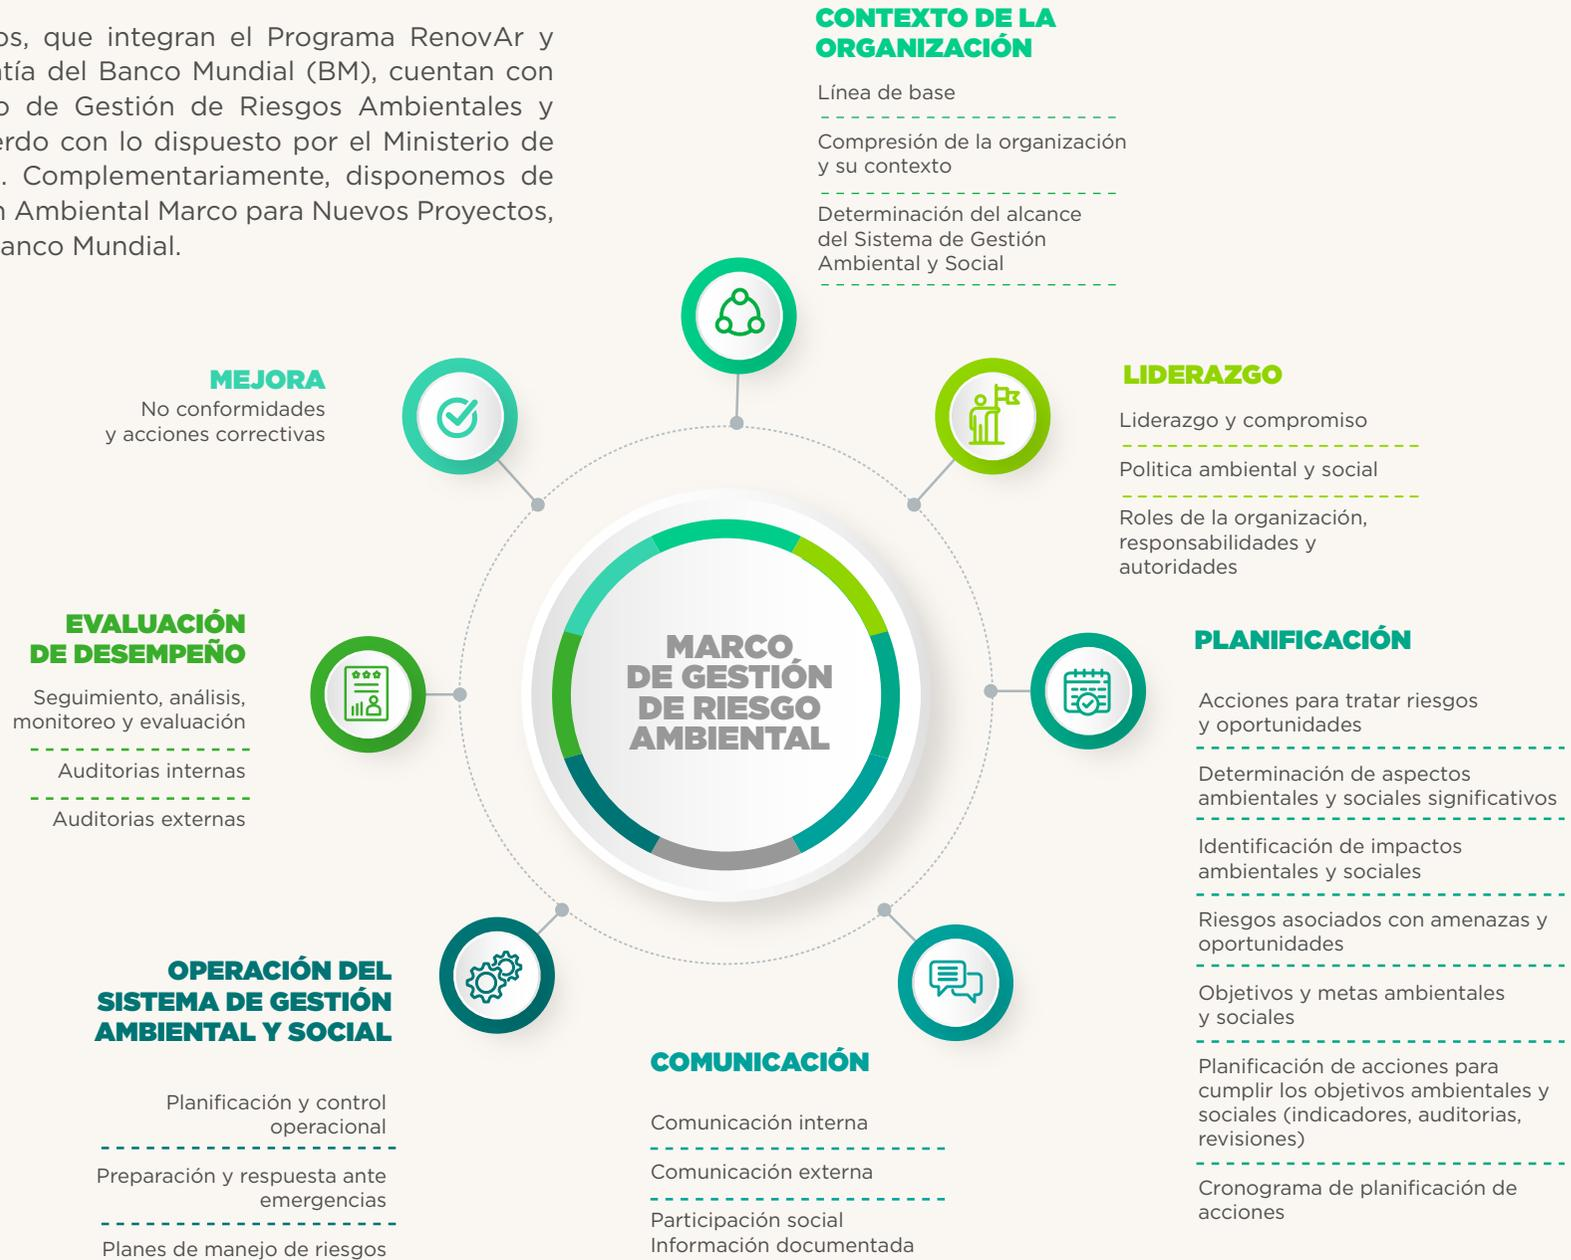 os, que integran el Programa RenovAr y
tía del Banco Mundial (BM), cuentan con
o de Gestión de Riesgos Ambientales y
rdo con lo dispuesto por el Ministerio de
. Complementariamente, disponemos de
n Ambiental Marco para Nuevos Proyectos,
anco Mundial.
CONTEXTO DE LA
ORGANIZACIÓN
Línea de base
Compresión de la organización
y su contexto
Determinación del alcance
del Sistema de Gestión
Ambiental y Social
MEJORA
No conformidades
y acciones correctivas
LIDERAZGO
Liderazgo y compromiso
Politica ambiental y social
Roles de la organización,
responsabilidades y
autoridades
EVALUACIÓN
DE DESEMPEÑO
Seguimiento, análisis,
monitoreo y evaluación
Auditorias internas
Auditorias externas
MARCO
DE GESTIÓN
DE RIESGO
AMBIENTAL
PLANIFICACIÓN
Acciones para tratar riesgos
y oportunidades
Determinación de aspectos
ambientales y sociales significativos
Identificación de impactos
ambientales y sociales
Riesgos asociados con amenazas y
oportunidades
Objetivos y metas ambientales
y sociales
Planificación de acciones para
cumplir los objetivos ambientales y
sociales (indicadores, auditorias,
revisiones)
Cronograma de planificación de
acciones
OPERACIÓN DEL
SISTEMA DE GESTIÓN
AMBIENTAL Y SOCIAL
Planificación y control
operacional
Preparación y respuesta ante
emergencias
Planes de manejo de riesgos
COMUNICACIÓN
Comunicación interna
Comunicación externa
Participación social
Información documentada